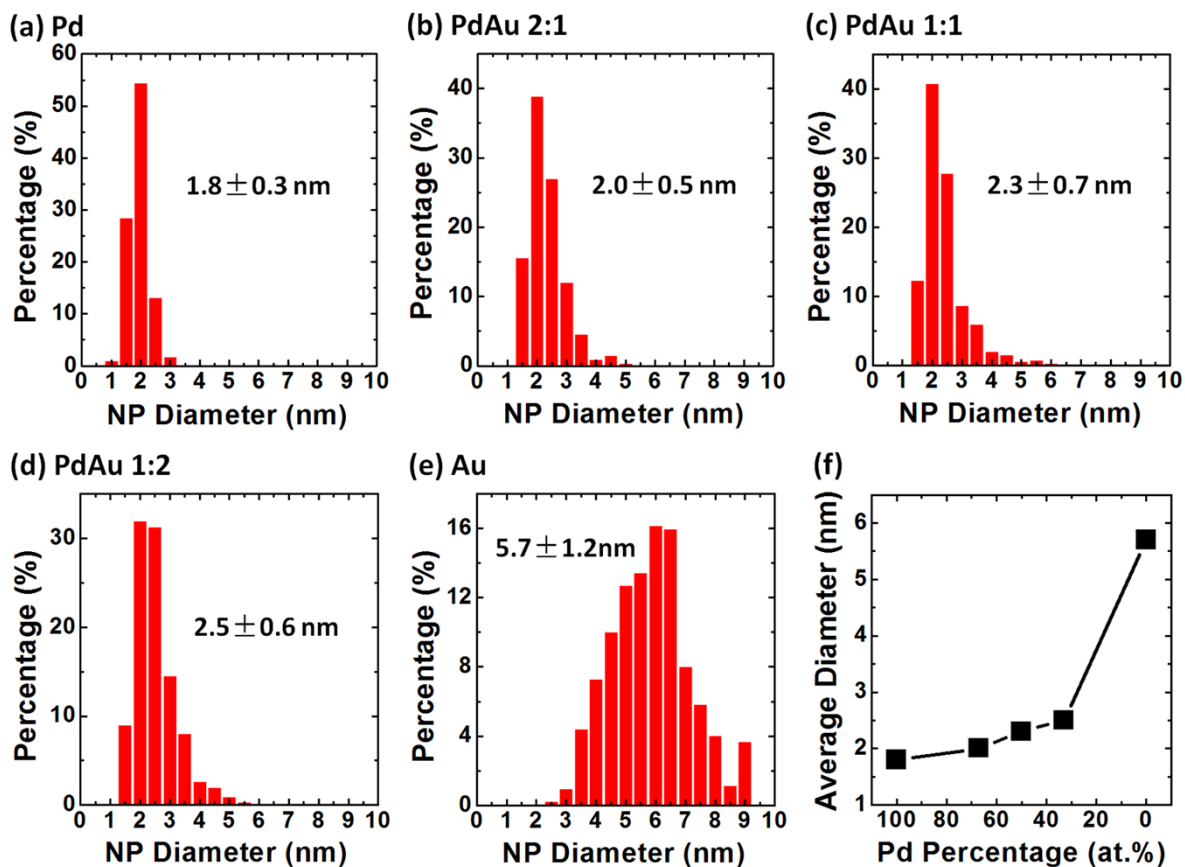 (a) Pd
60
50
40
30
20
10
0
Percentage (%)
1.8±0.3 nm
0 1 2 3 4 5 6 7 8 9 10
NP Diameter (nm)
(b) PdAu 2:1
40
30
20
10
0
Percentage (%)
2.0±0.5 nm
0 1 2 3 4 5 6 7 8 9 10
NP Diameter (nm)
(c) PdAu 1:1
40
30
20
10
0
Percentage (%)
2.3±0.7 nm
0 1 2 3 4 5 6 7 8 9 10
NP Diameter (nm)
(d) PdAu 1:2
30
20
10
0
Percentage (%)
2.5±0.6 nm
0 1 2 3 4 5 6 7 8 9 10
NP Diameter (nm)
(e) Au
16
12
8
4
0
Percentage (%)
5.7±1.2nm
0 1 2 3 4 5 6 7 8 9 10
NP Diameter (nm)
(f)
6
5
4
3
2
1
Average Diameter (nm)
100 80 60 40 20 0
Pd Percentage (at.%)